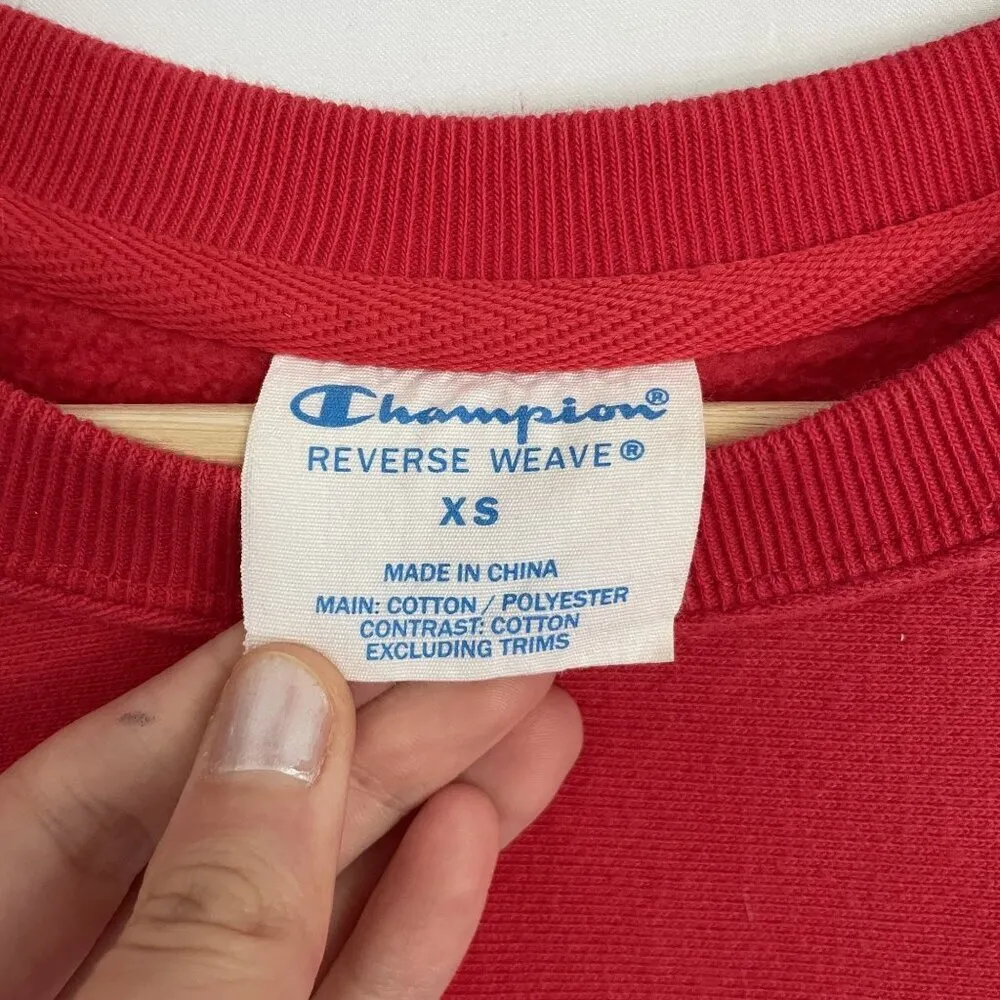 Champion®
REVERSE WEAVE®
XS
MADE IN CHINA
MAIN: COTTON / POLYESTER
CONTRAST: COTTON
EXCLUDING TRIMS